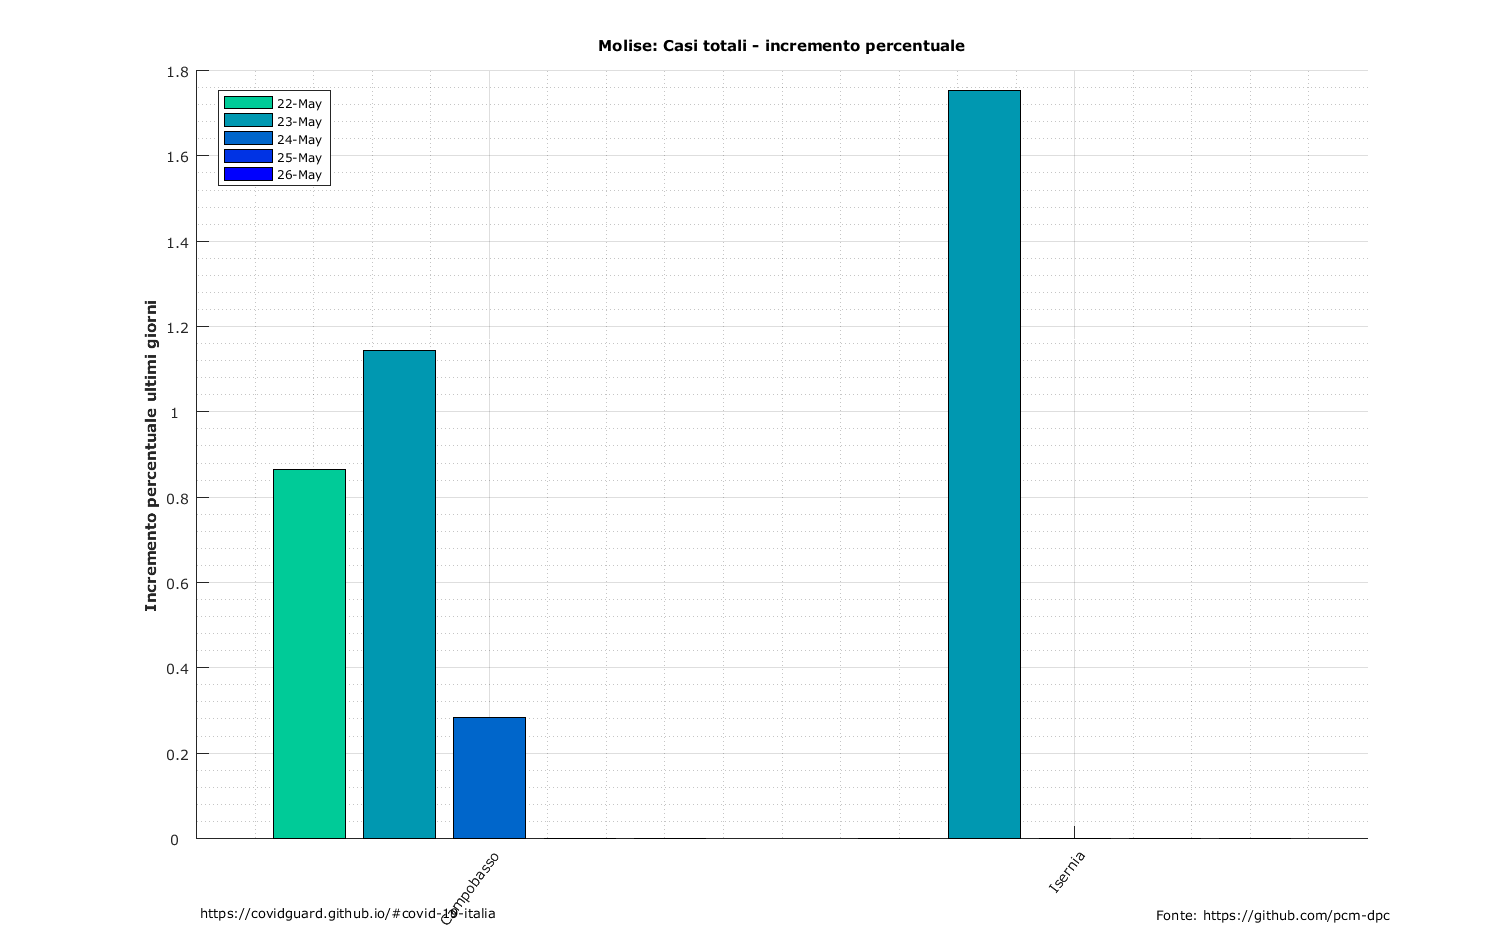 Molise: Casi totali - incremento percentuale
1.8
1.6
1.4
1.2
1
0.8
0.6
0.4
0.2
0
Incremento percentuale ultimi giorni
22-May
23-May
24-May
25-May
26-May
Campobasso
Isernia
https://covidguard.github.io/#covid-19-italia
Fonte: https://github.com/pcm-dpc